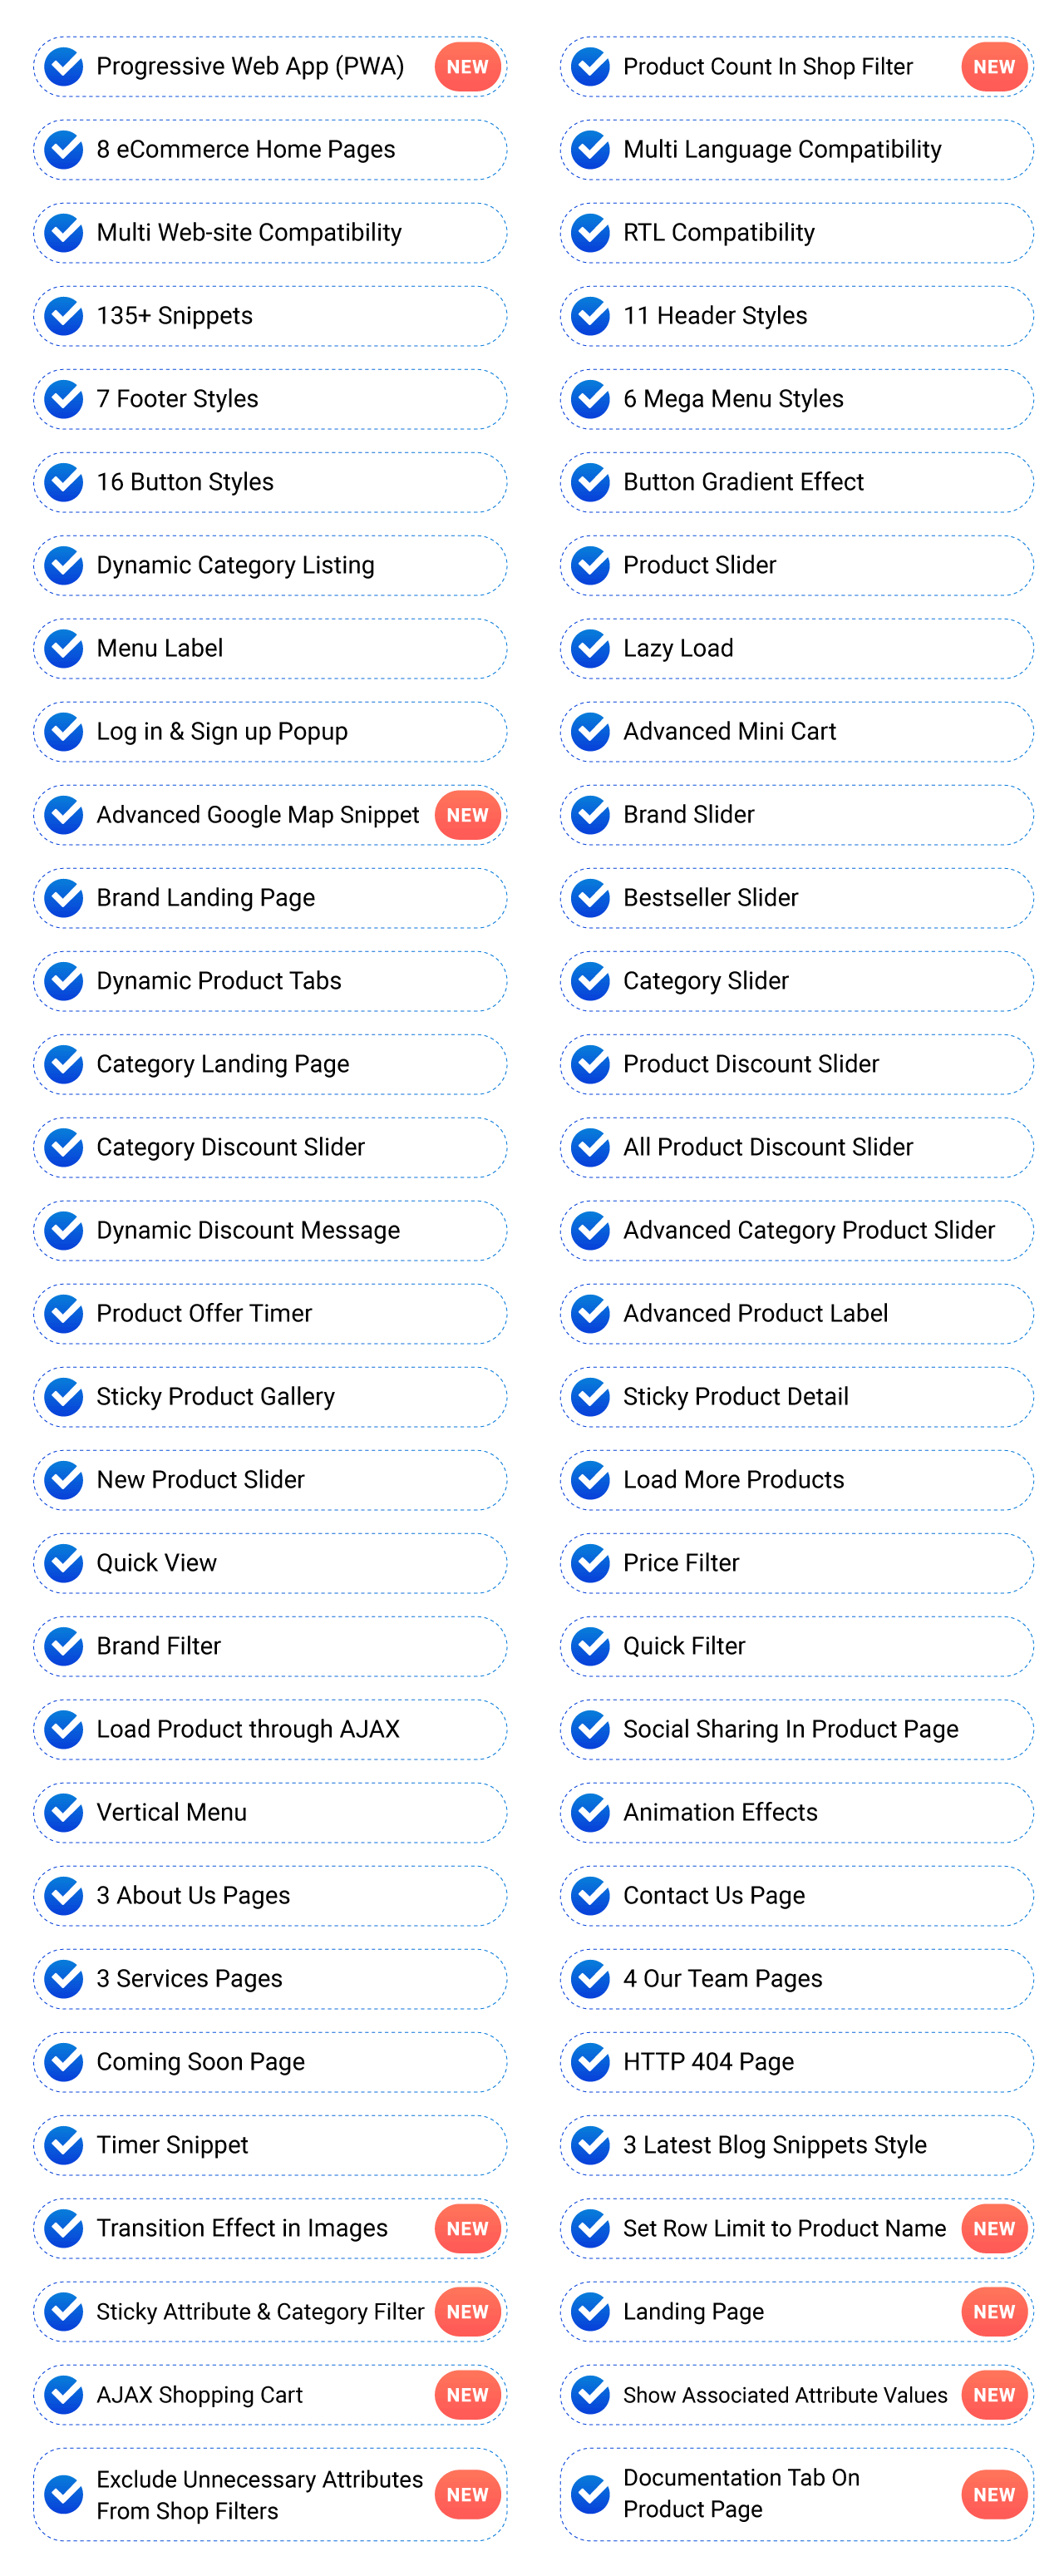 Progressive Web App (PWA) NEW
Product Count In Shop Filter NEW
8 eCommerce Home Pages
Multi Language Compatibility
Multi Web-site Compatibility
RTL Compatibility
135+ Snippets
11 Header Styles
7 Footer Styles
6 Mega Menu Styles
16 Button Styles
Button Gradient Effect
Dynamic Category Listing
Product Slider
Menu Label
Lazy Load
Log in & Sign up Popup
Advanced Mini Cart
Advanced Google Map Snippet NEW
Brand Slider
Brand Landing Page
Bestseller Slider
Dynamic Product Tabs
Category Slider
Category Landing Page
Product Discount Slider
Category Discount Slider
All Product Discount Slider
Dynamic Discount Message
Advanced Category Product Slider
Product Offer Timer
Advanced Product Label
Sticky Product Gallery
Sticky Product Detail
New Product Slider
Load More Products
Quick View
Price Filter
Brand Filter
Quick Filter
Load Product through AJAX
Social Sharing In Product Page
Vertical Menu
Animation Effects
3 About Us Pages
Contact Us Page
3 Services Pages
4 Our Team Pages
Coming Soon Page
HTTP 404 Page
Timer Snippet
3 Latest Blog Snippets Style
Transition Effect in Images NEW
Set Row Limit to Product Name NEW
Sticky Attribute & Category Filter NEW
Landing Page NEW
AJAX Shopping Cart NEW
Show Associated Attribute Values NEW
Exclude Unnecessary Attributes
From Shop Filters
NEW
Documentation Tab On
Product Page
NEW